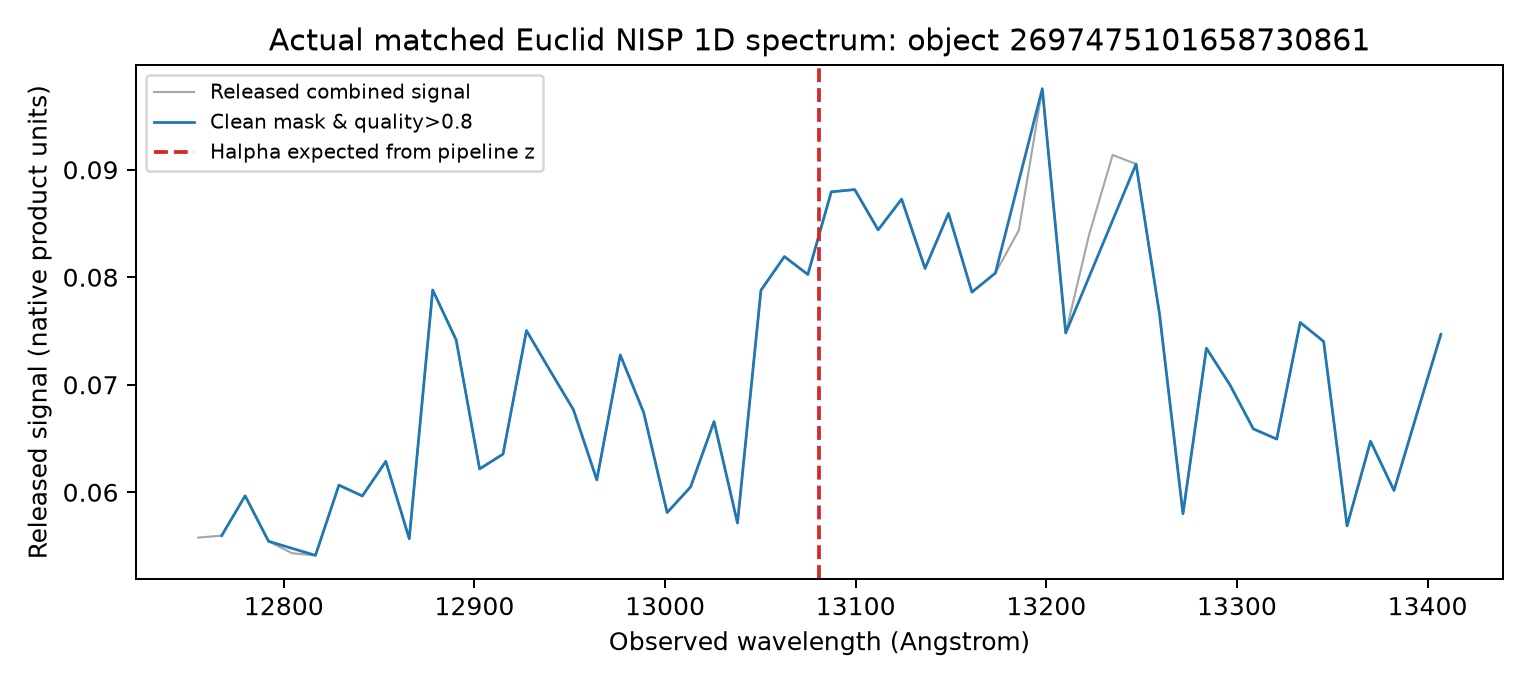 Actual matched Euclid NISP 1D spectrum: object 2697475101658730861
Released combined signal
Clean mask & quality>0.8
Halpha expected from pipeline z
Released signal (native product units)
0.09
0.08
0.07
0.06
12800 12900 13000 13100 13200 13300 13400
Observed wavelength (Angstrom)